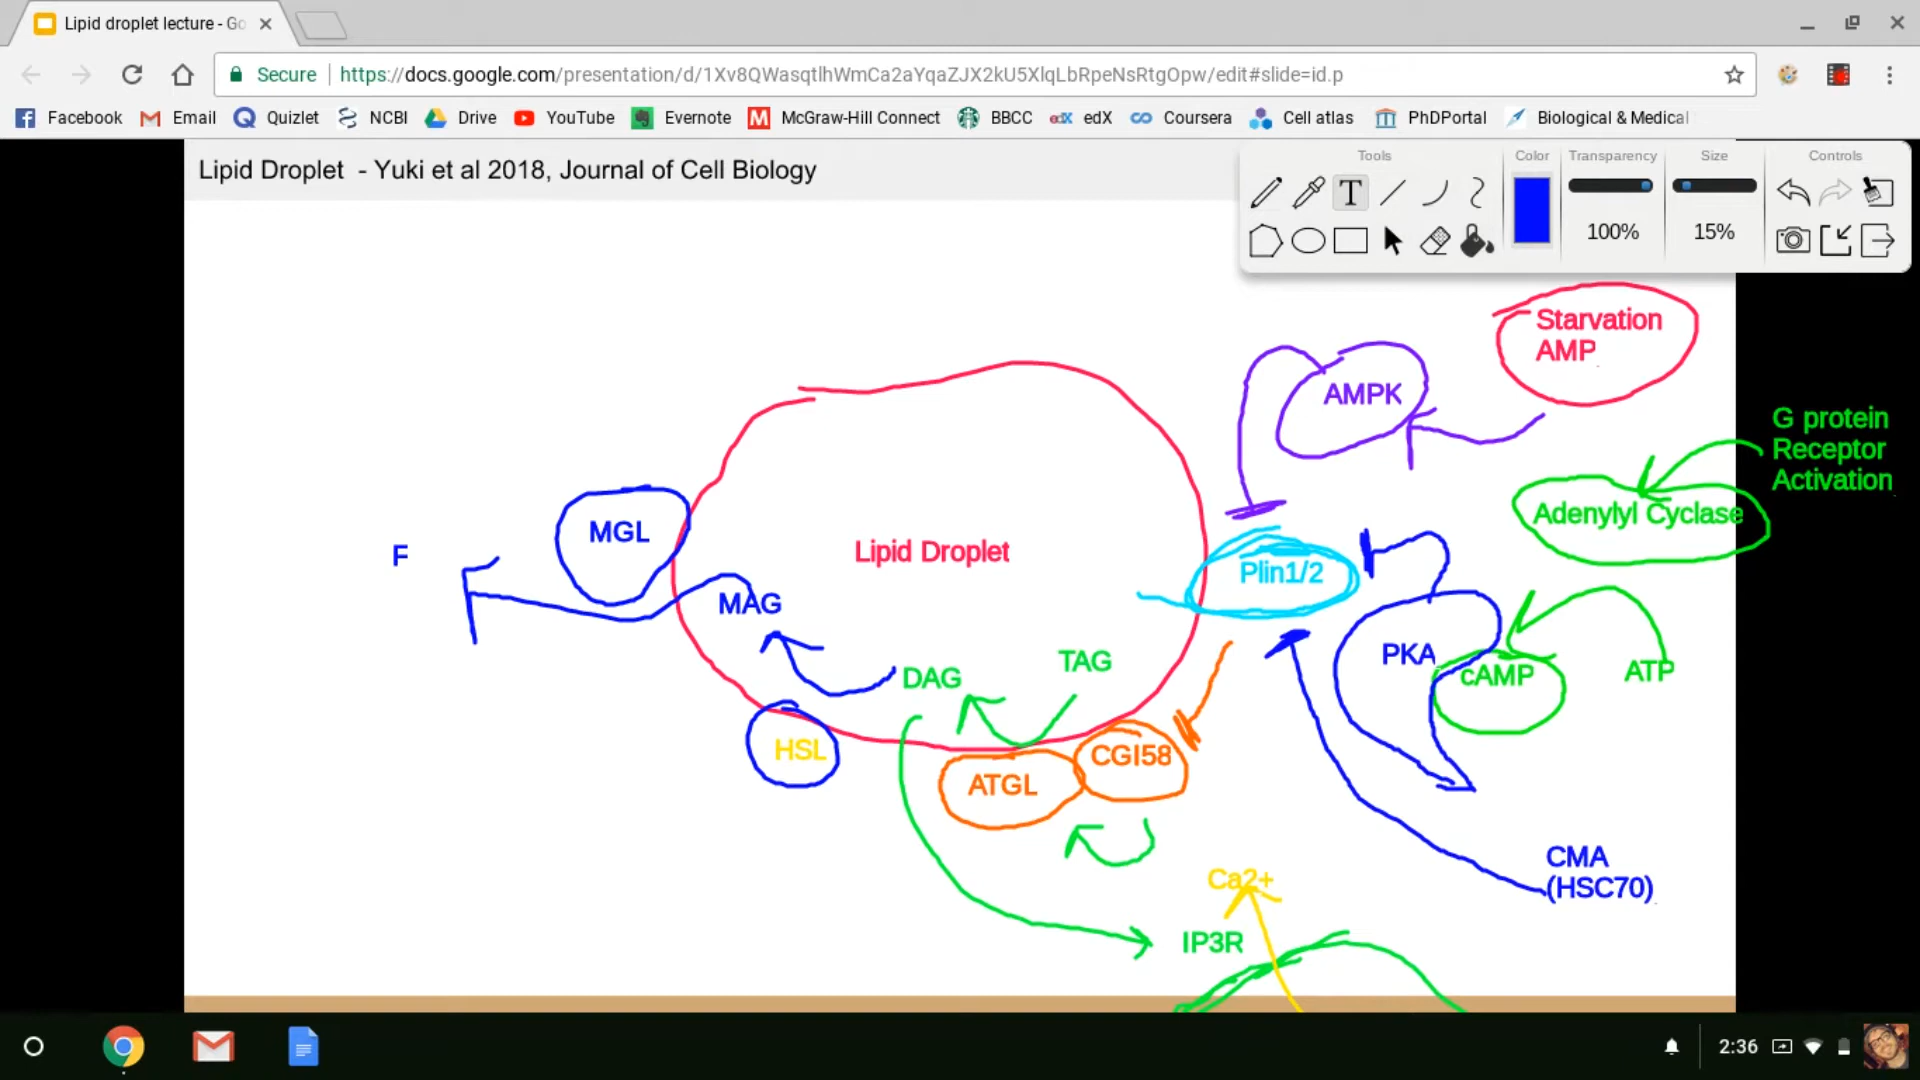 Lipid droplet lecture - Go
Secure
https://docs.google.com/presentation/d/1Xv8QWasqtlhWmCa2aYqaZJX2kU5XlqLbRpeNsRtgOpw/edit#slide=id.p
Facebook Email Quizlet NCBI Drive YouTube Evernote McGraw-Hill Connect BBCC edX Coursera Cell atlas PhDPortal Biological & Medical
Lipid Droplet - Yuki et al 2018, Journal of Cell Biology
Tools Color Transparency Size Controls
T
100% 15%
Starvation
AMP
AMPK
G protein
Receptor
Activation
Adenylyl Cyclase
MGL
F
Lipid Droplet
Plin1/2
MAG
PKA
TAG
DAG
cAMP
ATP
HSL
CGI58
ATGL
CMA
(HSC70)
Ca2+
IP3R
2:36